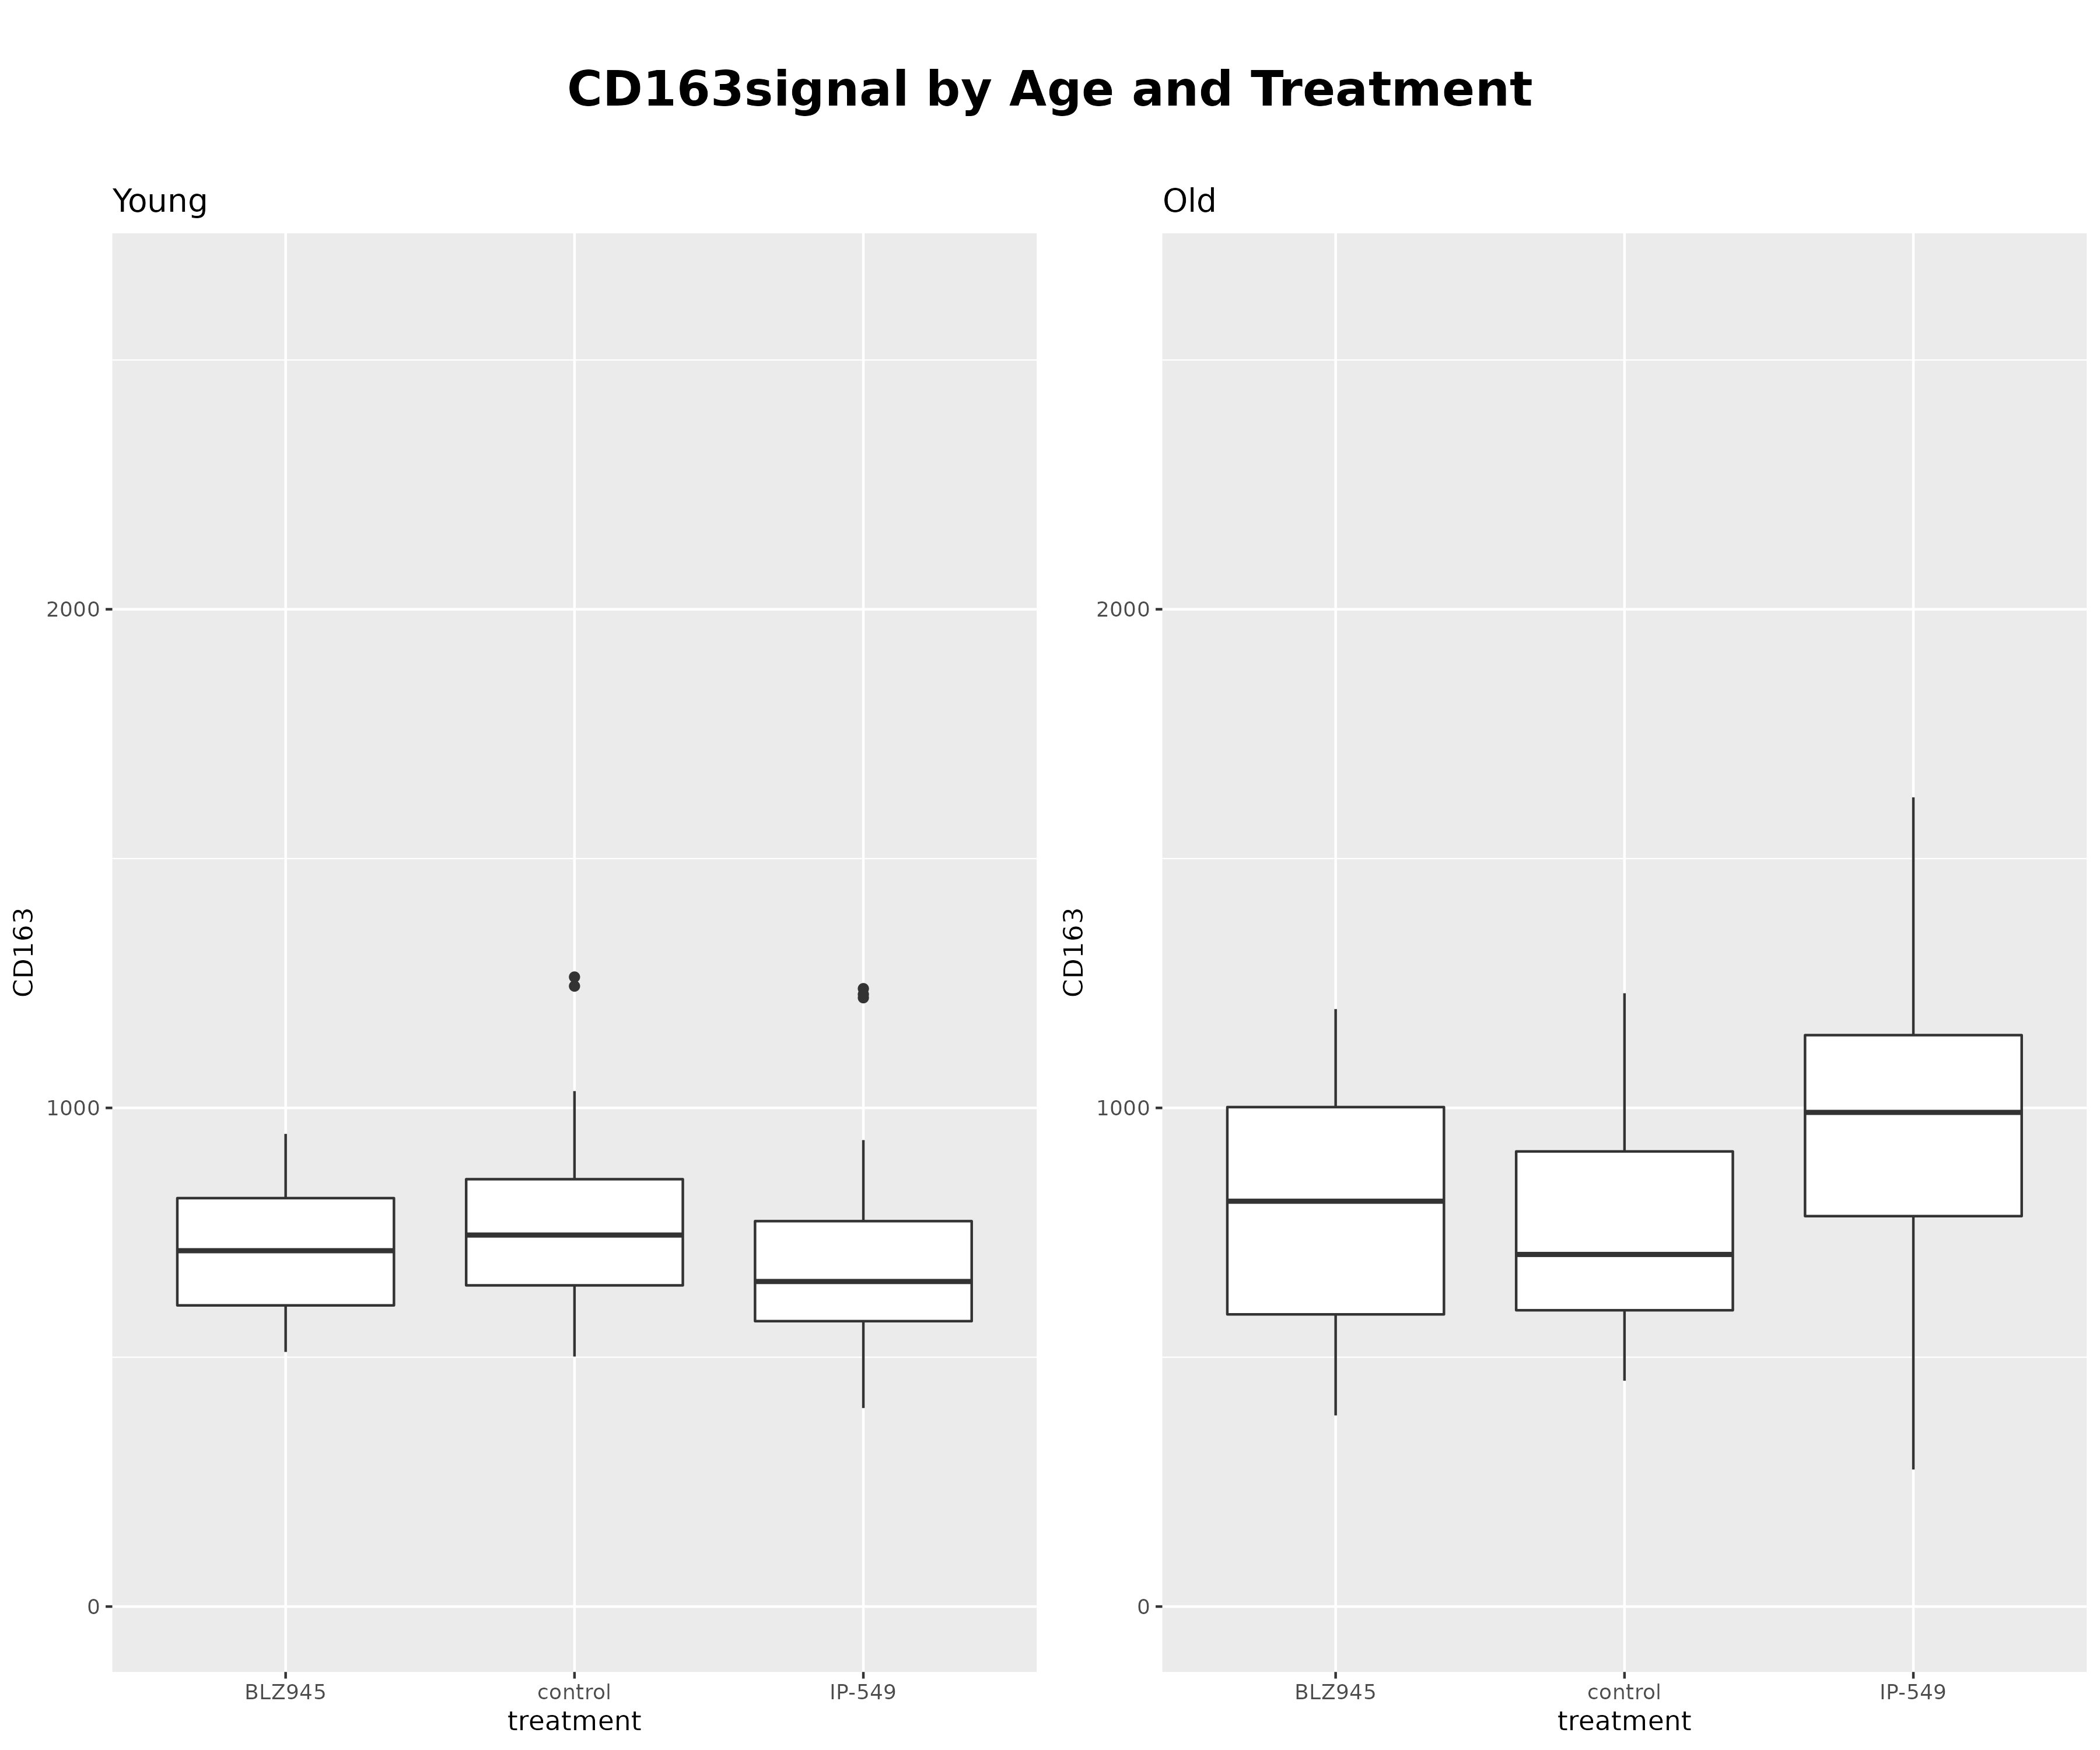 CD163signal by Age and Treatment
Young
CD163
2000
1000
0
BLZ945 control IP-549
treatment
Old
CD163
2000
1000
0
BLZ945 control IP-549
treatment